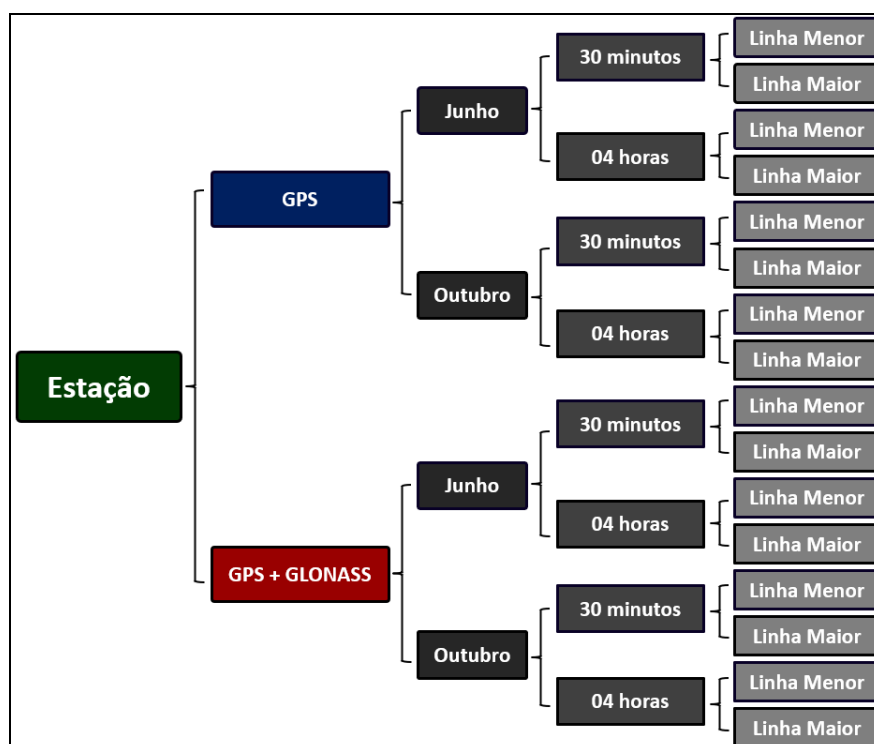 Estação
GPS
Junho
30 minutos
Linha Menor
Linha Maior
04 horas
Linha Menor
Linha Maior
Outubro
30 minutos
Linha Menor
Linha Maior
04 horas
Linha Menor
Linha Maior
GPS + GLONASS
Junho
30 minutos
Linha Menor
Linha Maior
04 horas
Linha Menor
Linha Maior
Outubro
30 minutos
Linha Menor
Linha Maior
04 horas
Linha Menor
Linha Maior